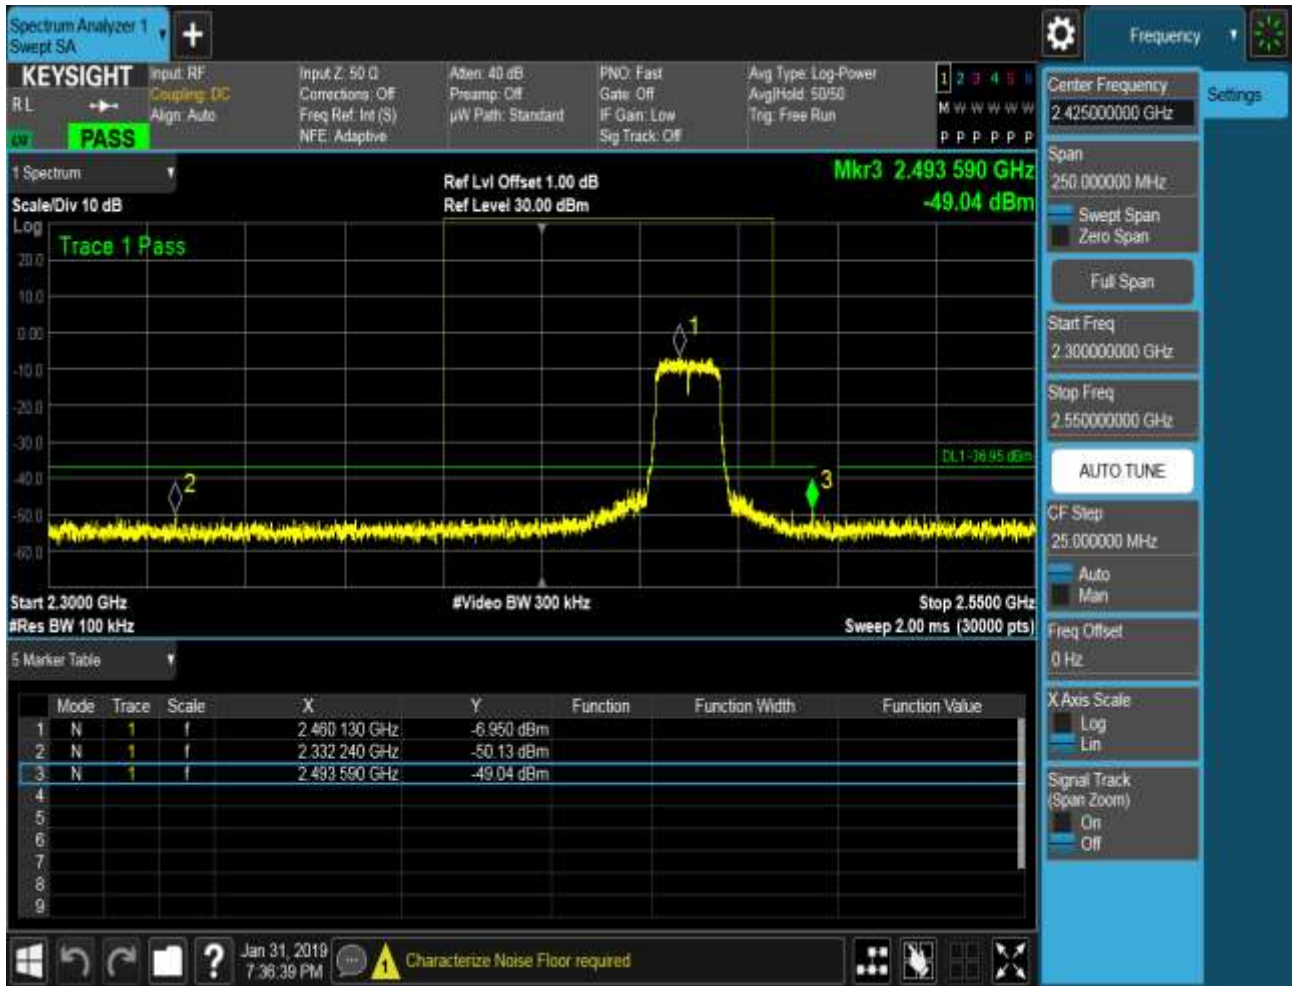 Spectrum Analyzer 1
Swept SA
Frequency
KEYSIGHT
R L
PASS
Input: RF
Coupling: DC
Align: Auto
Input Z: 50 Ω
Corrections: Off
Freq Ref: Int (S)
NFE: Adaptive
Atten: 40 dB
Preamp: Off
µW Path: Standard
PNO: Fast
Gate: Off
IF Gain: Low
Sig Track: Off
Avg Type: Log-Power
Avg|Hold: 50/50
Trig: Free Run
1 2 3 4 5 6
M W W W W W
P P P P P P
1 Spectrum
Scale/Div 10 dB
Log
Ref Lvl Offset 1.00 dB
Ref Level 30.00 dBm
Mkr3 2.493 590 GHz
-49.04 dBm
Trace 1 Pass
20.0
10.0
0.00
-10.0
-20.0
-30.0
-40.0
-50.0
-60.0
1
2
3
DL1 -36.95 dBm
Start 2.3000 GHz
#Res BW 100 kHz
#Video BW 300 kHz
Stop 2.5500 GHz
Sweep 2.00 ms (30000 pts)
5 Marker Table
Mode Trace Scale X Y Function Function Width Function Value
1 N 1 f 2.460 130 GHz -6.950 dBm
2 N 1 f 2.332 240 GHz -50.13 dBm
3 N 1 f 2.493 590 GHz -49.04 dBm
4
5
6
7
8
9
Jan 31, 2019
7:36:39 PM
1
Characterize Noise Floor required
Settings
Center Frequency
2.425000000 GHz
Span
250.000000 MHz
Swept Span
Zero Span
Full Span
Start Freq
2.300000000 GHz
Stop Freq
2.550000000 GHz
AUTO TUNE
CF Step
25.000000 MHz
Auto
Man
Freq Offset
0 Hz
X Axis Scale
Log
Lin
Signal Track
(Span Zoom)
On
Off